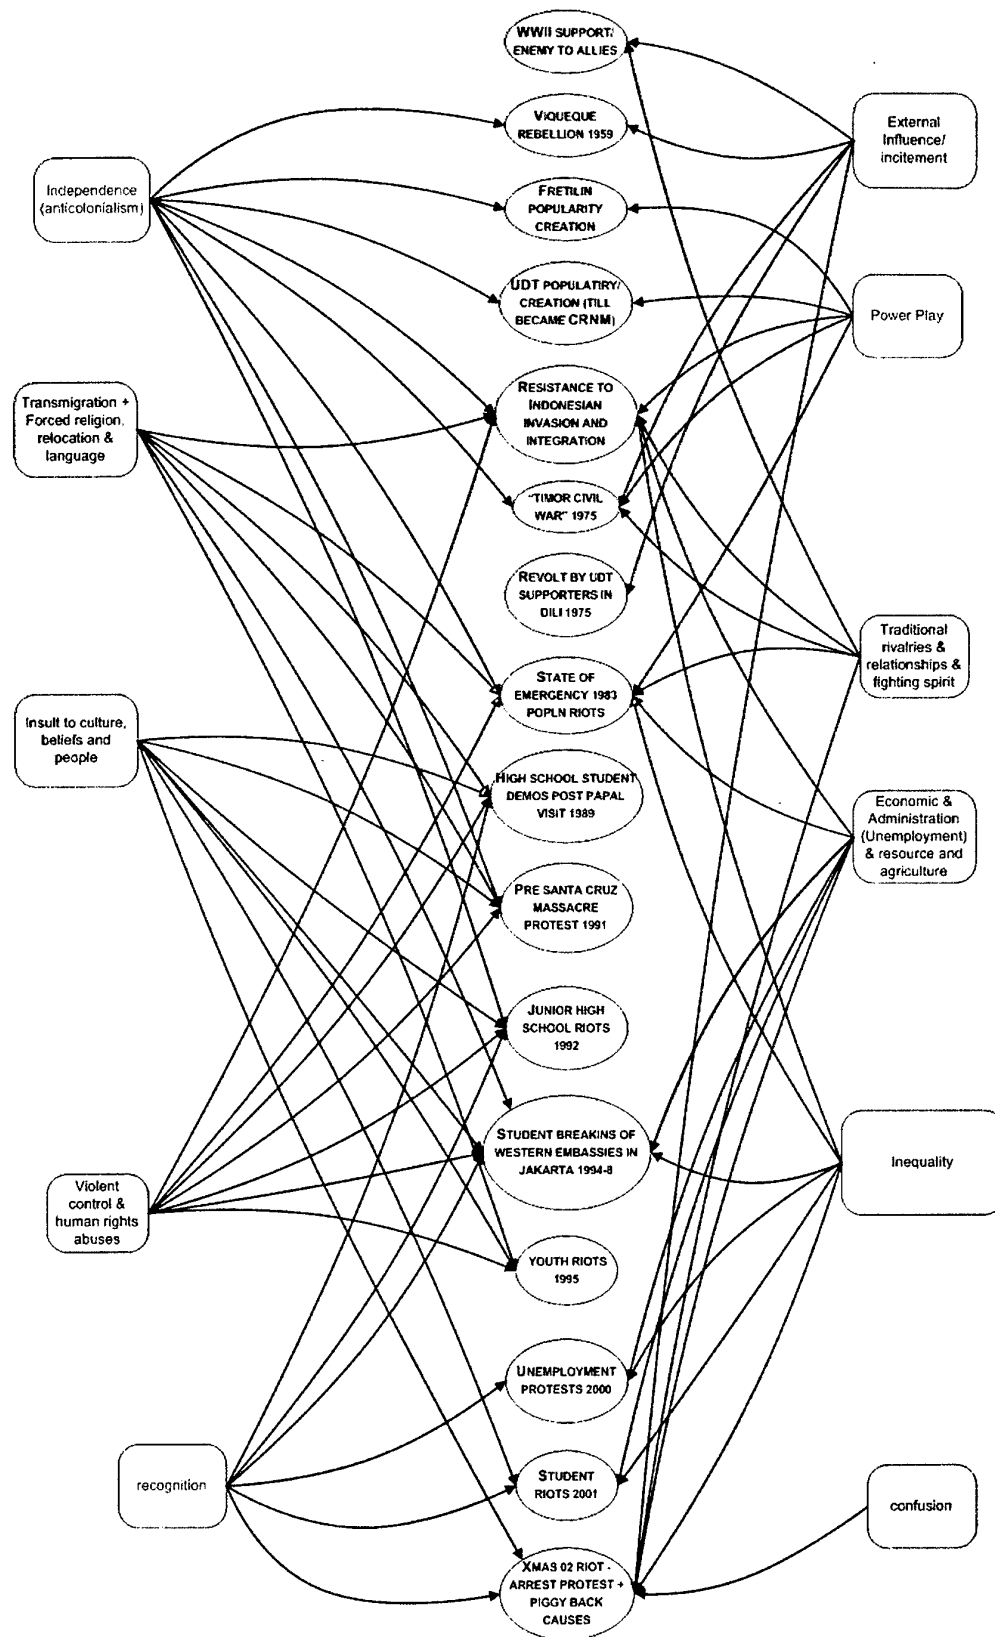 WWII SUPPORT/
ENEMY TO ALLIES
VIQUEQUE
REBELLION 1959
External
Influence/
incitement
Independence
(anticolonialism)
FRETILIN
POPULARITY
CREATION
UDT POPULATIRY/
CREATION (TILL
BECAME CRNM)
Power Play
Transmigration +
Forced religion,
relocation &
language
RESISTANCE TO
INDONESIAN
INVASION AND
INTEGRATION
"TIMOR CIVIL
WAR" 1975
REVOLT BY UDT
SUPPORTERS IN
DILI 1975
Traditional
rivalries &
relationships &
fighting spirit
STATE OF
EMERGENCY 1983
POPLN RIOTS
Insult to culture,
beliefs and
people
HIGH SCHOOL STUDENT
DEMOS POST PAPAL
VISIT 1989
Economic &
Administration
(Unemployment)
& resource and
agriculture
PRE SANTA CRUZ
MASSACRE
PROTEST 1991
JUNIOR HIGH
SCHOOL RIOTS
1992
STUDENT BREAKINS OF
WESTERN EMBASSIES IN
JAKARTA 1994-8
Inequality
Violent
control &
human rights
abuses
YOUTH RIOTS
1995
UNEMPLOYMENT
PROTESTS 2000
recognition
STUDENT
RIOTS 2001
confusion
XMAS 02 RIOT -
ARREST PROTEST +
PIGGY BACK
CAUSES